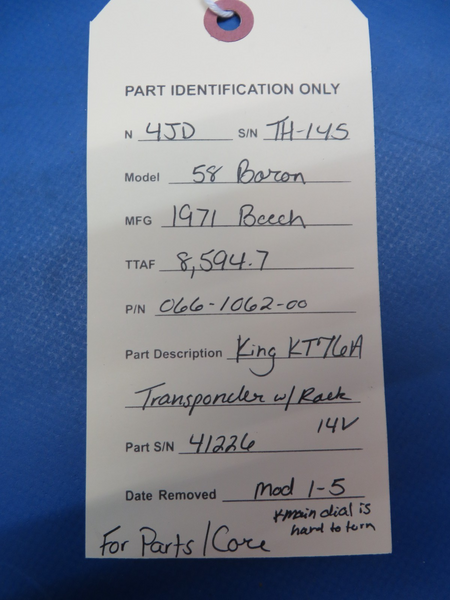 PART IDENTIFICATION ONLY
N 4JD S/N TH-145
Model 58 Baron
MFG 1971 Beech
TTAF 8,594.7
P/N 066-1062-00
Part Description King KT76A
Transponder w/ Rack
14V
Part S/N 41226
Date Removed Mod 1-5
*main dial is
hard to turn
For Parts/Core